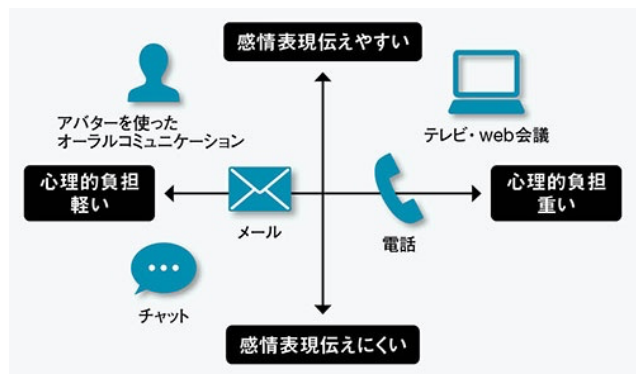 感情表現伝えやすい
アバターを使った
オーラルコミュニケーション
テレビ・web会議
心理的負担
軽い
メール
電話
心理的負担
重い
チャット
感情表現伝えにくい